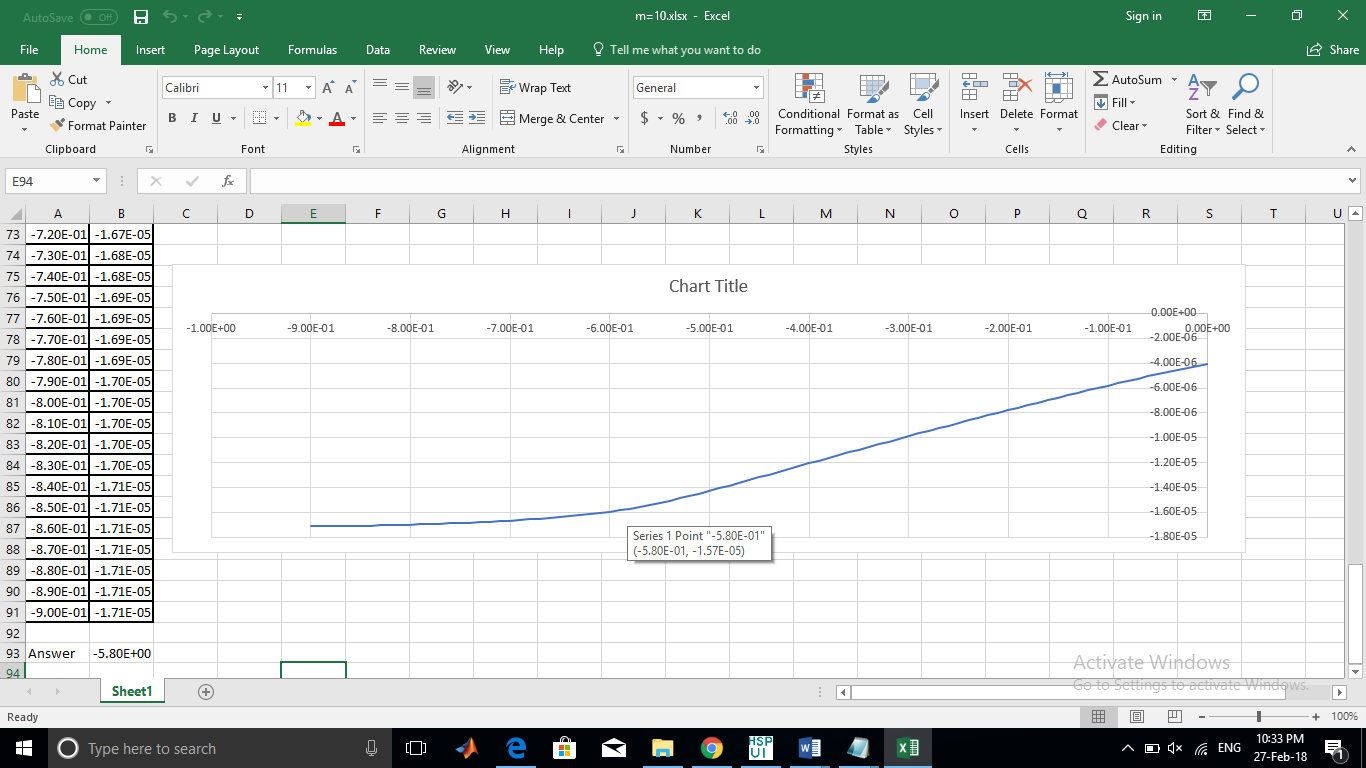 AutoSave Off m=10.xlsx - Excel Sign in
File Home Insert Page Layout Formulas Data Review View Help Tell me what you want to do Share
Paste Cut Copy Format Painter
Calibri 11
B I U A
Wrap Text
Merge & Center
General
$ % ,
Conditional Formatting Format as Table Cell Styles
Insert Delete Format
AutoSum Fill Clear
Sort & Filter Find & Select
Clipboard Font Alignment Number Styles Cells Editing
E94 fx
A B C D E F G H I J K L M N O P Q R S T U
73 -7.20E-01 -1.67E-05
74 -7.30E-01 -1.68E-05
75 -7.40E-01 -1.68E-05
76 -7.50E-01 -1.69E-05
77 -7.60E-01 -1.69E-05
78 -7.70E-01 -1.69E-05
79 -7.80E-01 -1.69E-05
80 -7.90E-01 -1.70E-05
81 -8.00E-01 -1.70E-05
82 -8.10E-01 -1.70E-05
83 -8.20E-01 -1.70E-05
84 -8.30E-01 -1.70E-05
85 -8.40E-01 -1.71E-05
86 -8.50E-01 -1.71E-05
87 -8.60E-01 -1.71E-05
88 -8.70E-01 -1.71E-05
89 -8.80E-01 -1.71E-05
90 -8.90E-01 -1.71E-05
91 -9.00E-01 -1.71E-05
92
93 Answer -5.80E+00
94
Chart Title
0.00E+00
-1.00E+00 -9.00E-01 -8.00E-01 -7.00E-01 -6.00E-01 -5.00E-01 -4.00E-01 -3.00E-01 -2.00E-01 -1.00E-01 0.00E+00
-2.00E-06
-4.00E-06
-6.00E-06
-8.00E-06
-1.00E-05
-1.20E-05
-1.40E-05
-1.60E-05
-1.80E-05
Series 1 Point "-5.80E-01"
(-5.80E-01, -1.57E-05)
Activate Windows
Go to Settings to activate Windows.
Sheet1
Ready 100%
Type here to search HSP UI ENG 10:33 PM
27-Feb-18 1